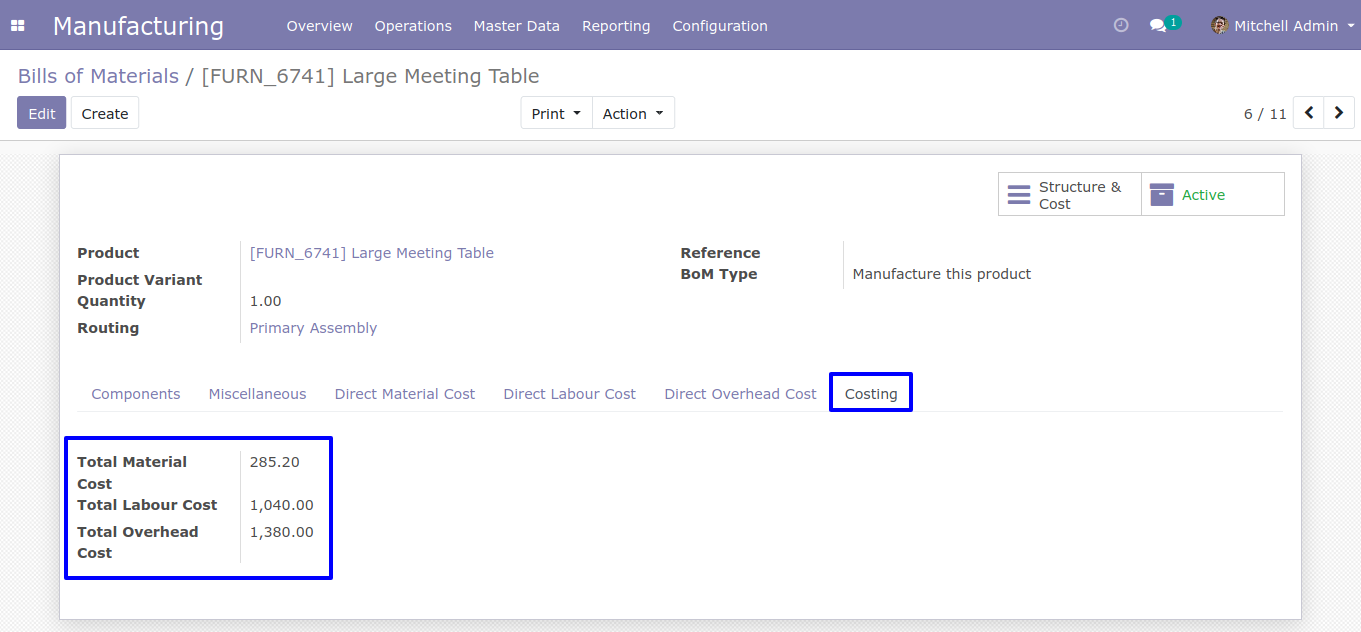 Manufacturing Overview Operations Master Data Reporting Configuration 1 Mitchell Admin
Bills of Materials / [FURN_6741] Large Meeting Table
Edit Create Print Action 6 / 11
Structure &
Cost
Active
Product [FURN_6741] Large Meeting Table
Product Variant
Quantity 1.00
Routing Primary Assembly
Reference
BoM Type Manufacture this product
Components Miscellaneous Direct Material Cost Direct Labour Cost Direct Overhead Cost Costing
Total Material 285.20
Cost
Total Labour Cost 1,040.00
Total Overhead 1,380.00
Cost